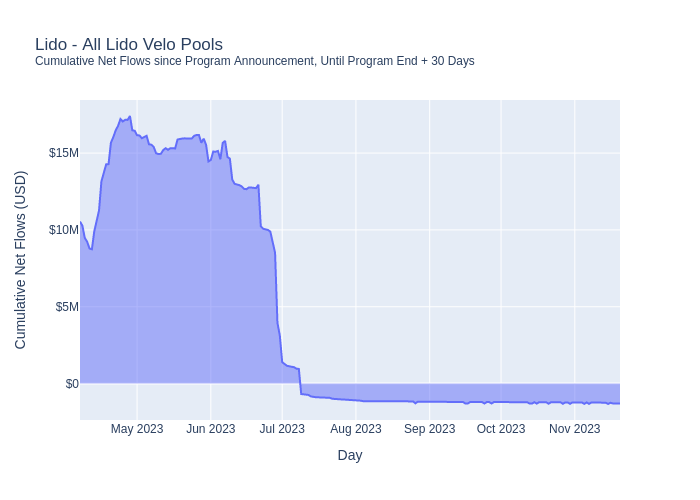 Lido - All Lido Velo Pools
Cumulative Net Flows since Program Announcement, Until Program End + 30 Days
Cumulative Net Flows (USD)
$15M
$10M
$5M
$0
May 2023 Jun 2023 Jul 2023 Aug 2023 Sep 2023 Oct 2023 Nov 2023
Day